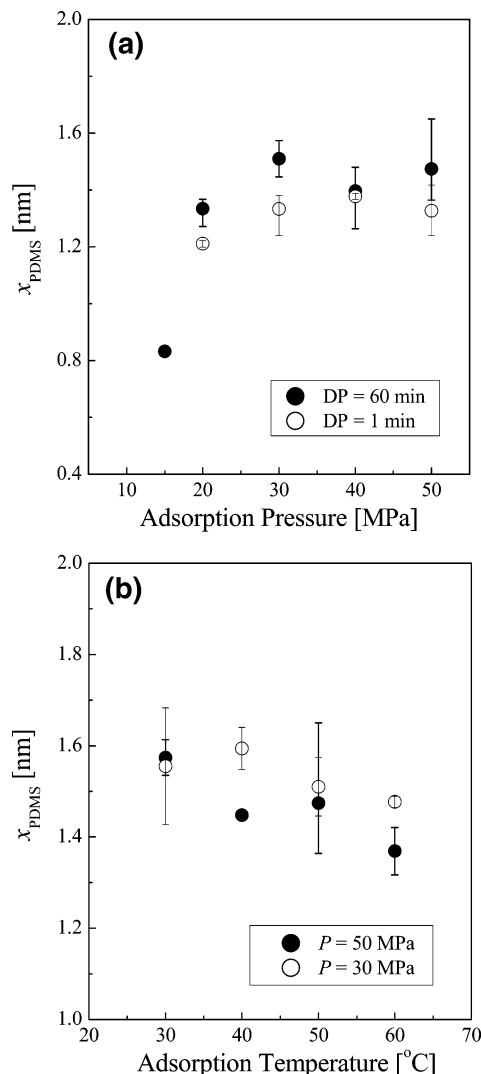 2.0
(a)
1.6
1.2
0.8
0.4
xPDMS [nm]
DP = 60 min
DP = 1 min
10 20 30 40 50
Adsorption Pressure [MPa]
2.0
(b)
1.8
1.6
1.4
1.2
1.0
xPDMS [nm]
P = 50 MPa
P = 30 MPa
20 30 40 50 60 70
Adsorption Temperature [°C]